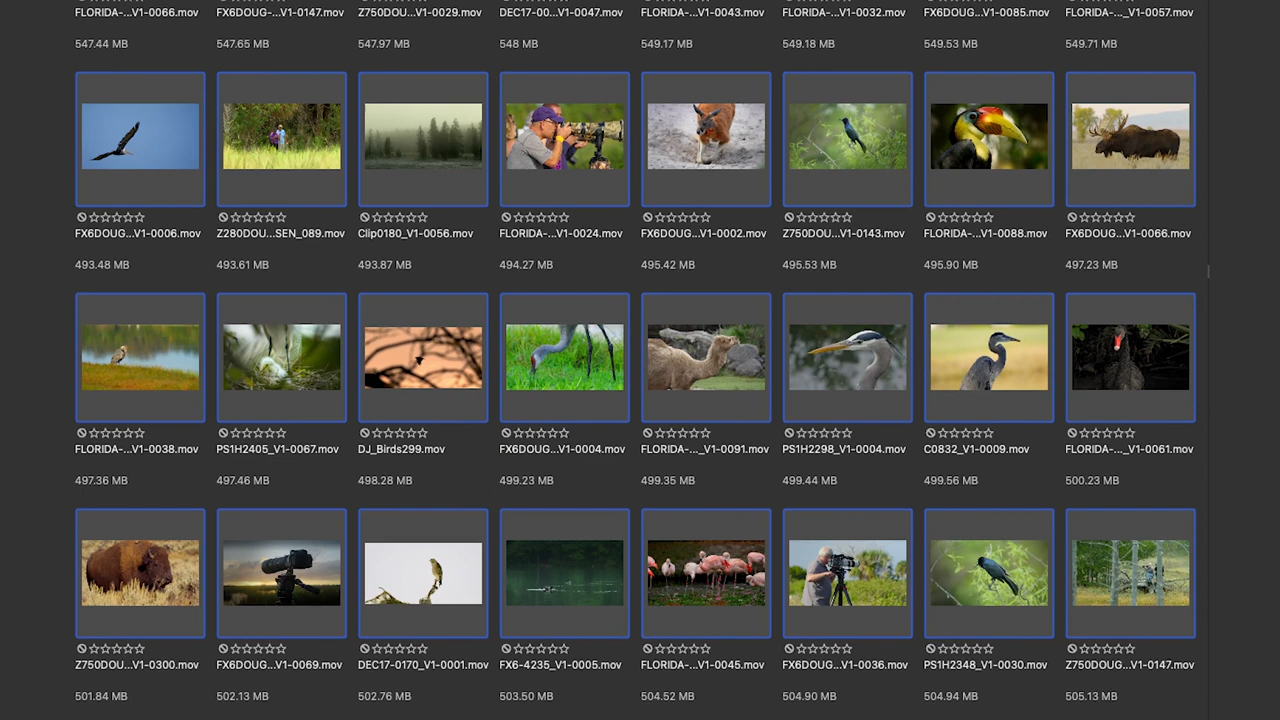 FLORIDA-...V1-0066.mov FX6DOUG...V1-0147.mov Z750DOU...V1-0029.mov DEC17-00...V1-0047.mov FLORIDA-...V1-0043.mov FLORIDA-...V1-0032.mov FX6DOUG...V1-0085.mov FLORIDA-..._V1-0057.mov
547.44 MB 547.65 MB 547.97 MB 548 MB 549.17 MB 549.18 MB 549.53 MB 549.71 MB
FX6DOUG...V1-0006.mov Z280DOU...SEN_089.mov Clip0180_V1-0056.mov FLORIDA-...V1-0024.mov FX6DOUG...V1-0002.mov Z750DOU...V1-0143.mov FLORIDA-...V1-0088.mov FX6DOUG...V1-0066.mov
493.48 MB 493.61 MB 493.87 MB 494.27 MB 495.42 MB 495.53 MB 495.90 MB 497.23 MB
FLORIDA-...V1-0038.mov PS1H2405_V1-0067.mov DJ_Birds299.mov FX6DOUG...V1-0004.mov FLORIDA-..._V1-0091.mov PS1H2298_V1-0004.mov C0832_V1-0009.mov FLORIDA-..._V1-0061.mov
497.36 MB 497.46 MB 498.28 MB 499.23 MB 499.35 MB 499.44 MB 499.56 MB 500.23 MB
Z750DOU...V1-0300.mov FX6DOUG...V1-0069.mov DEC17-0170_V1-0001.mov FX6-4235_V1-0005.mov FLORIDA-...V1-0045.mov FX6DOUG...V1-0036.mov PS1H2348_V1-0030.mov Z750DOUG...V1-0147.mov
501.84 MB 502.13 MB 502.76 MB 503.50 MB 504.52 MB 504.90 MB 504.94 MB 505.13 MB